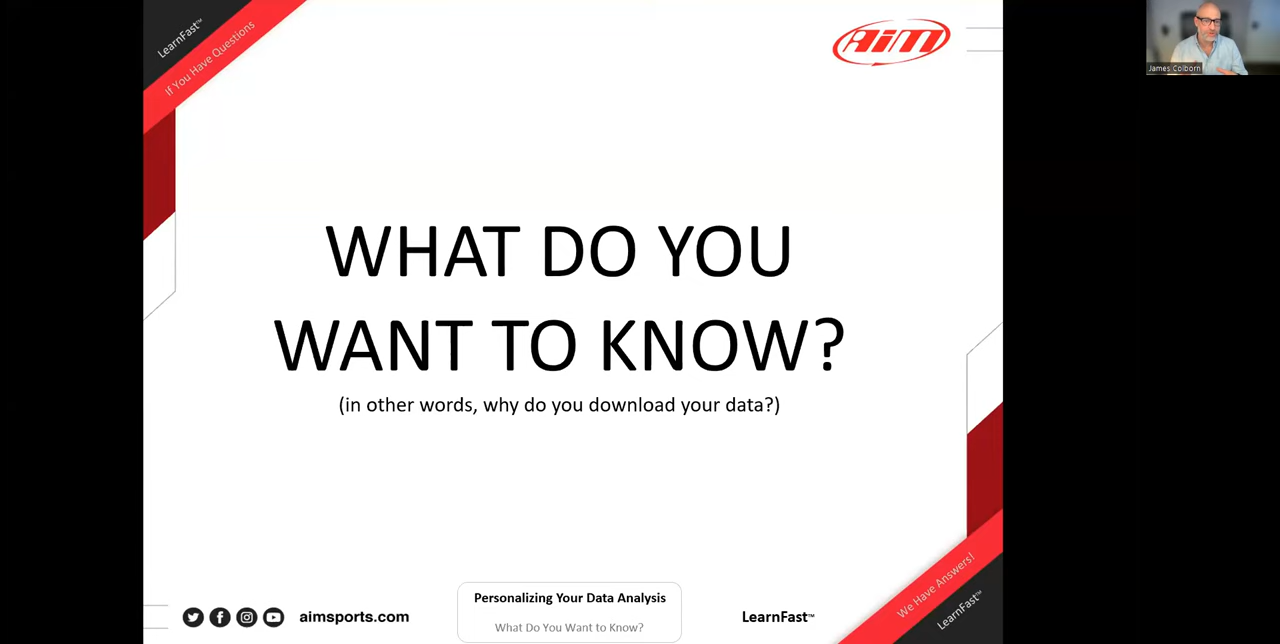 LearnFast™
If You Have Questions
AiM
James Colborn
WHAT DO YOU
WANT TO KNOW?
(in other words, why do you download your data?)
We Have Answers!
LearnFast™
aimsports.com
Personalizing Your Data Analysis
What Do You Want to Know?
LearnFast™